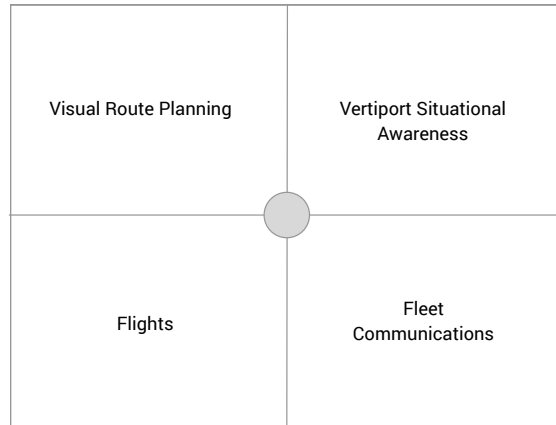 Visual Route Planning
Vertiport Situational
Awareness
Flights
Fleet
Communications